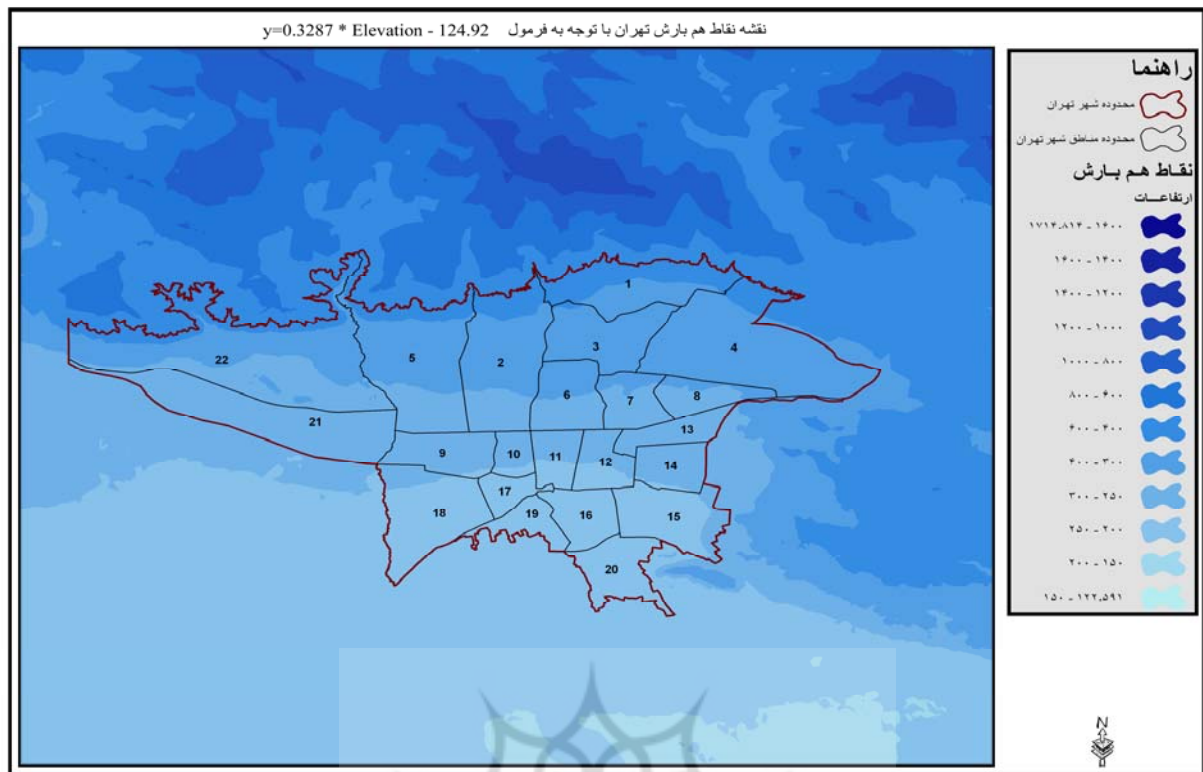 نقشه نقاط هم بارش تهران با توجه به فرمول y=0.3287 * Elevation - 124.92
راهنما
محدوده شهر تهران
محدوده مناطق شهر تهران
نقاط هم بارش
ارتفاعات
۱۷۱۴.۸۱۴ - ۱۶۰۰
۱۶۰۰ - ۱۴۰۰
۱۴۰۰ - ۱۲۰۰
۱۲۰۰ - ۱۰۰۰
۱۰۰۰ - ۸۰۰
۸۰۰ - ۶۰۰
۶۰۰ - ۴۰۰
۴۰۰ - ۳۰۰
۳۰۰ - ۲۵۰
۲۵۰ - ۲۰۰
۲۰۰ - ۱۵۰
۱۵۰ - ۱۲۲.۵۹۱
1
22
5
2
3
4
6
7
8
21
13
9
10
11
12
14
17
18
19
16
15
20
N